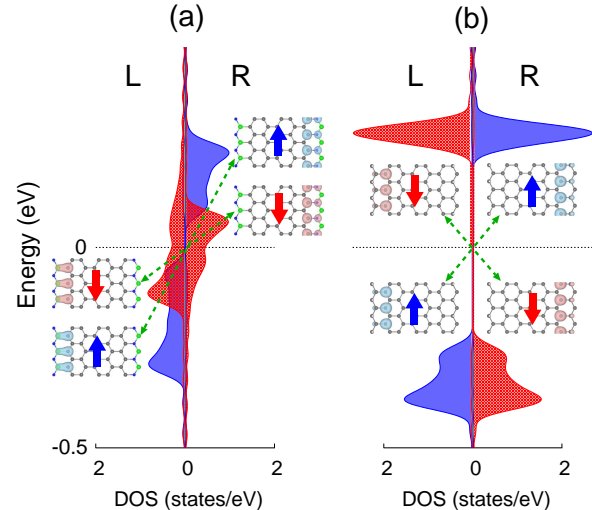 (a) (b)
L R L R
Energy (eV)
0
-0.5
2 0 2 2 0 2
DOS (states/eV) DOS (states/eV)